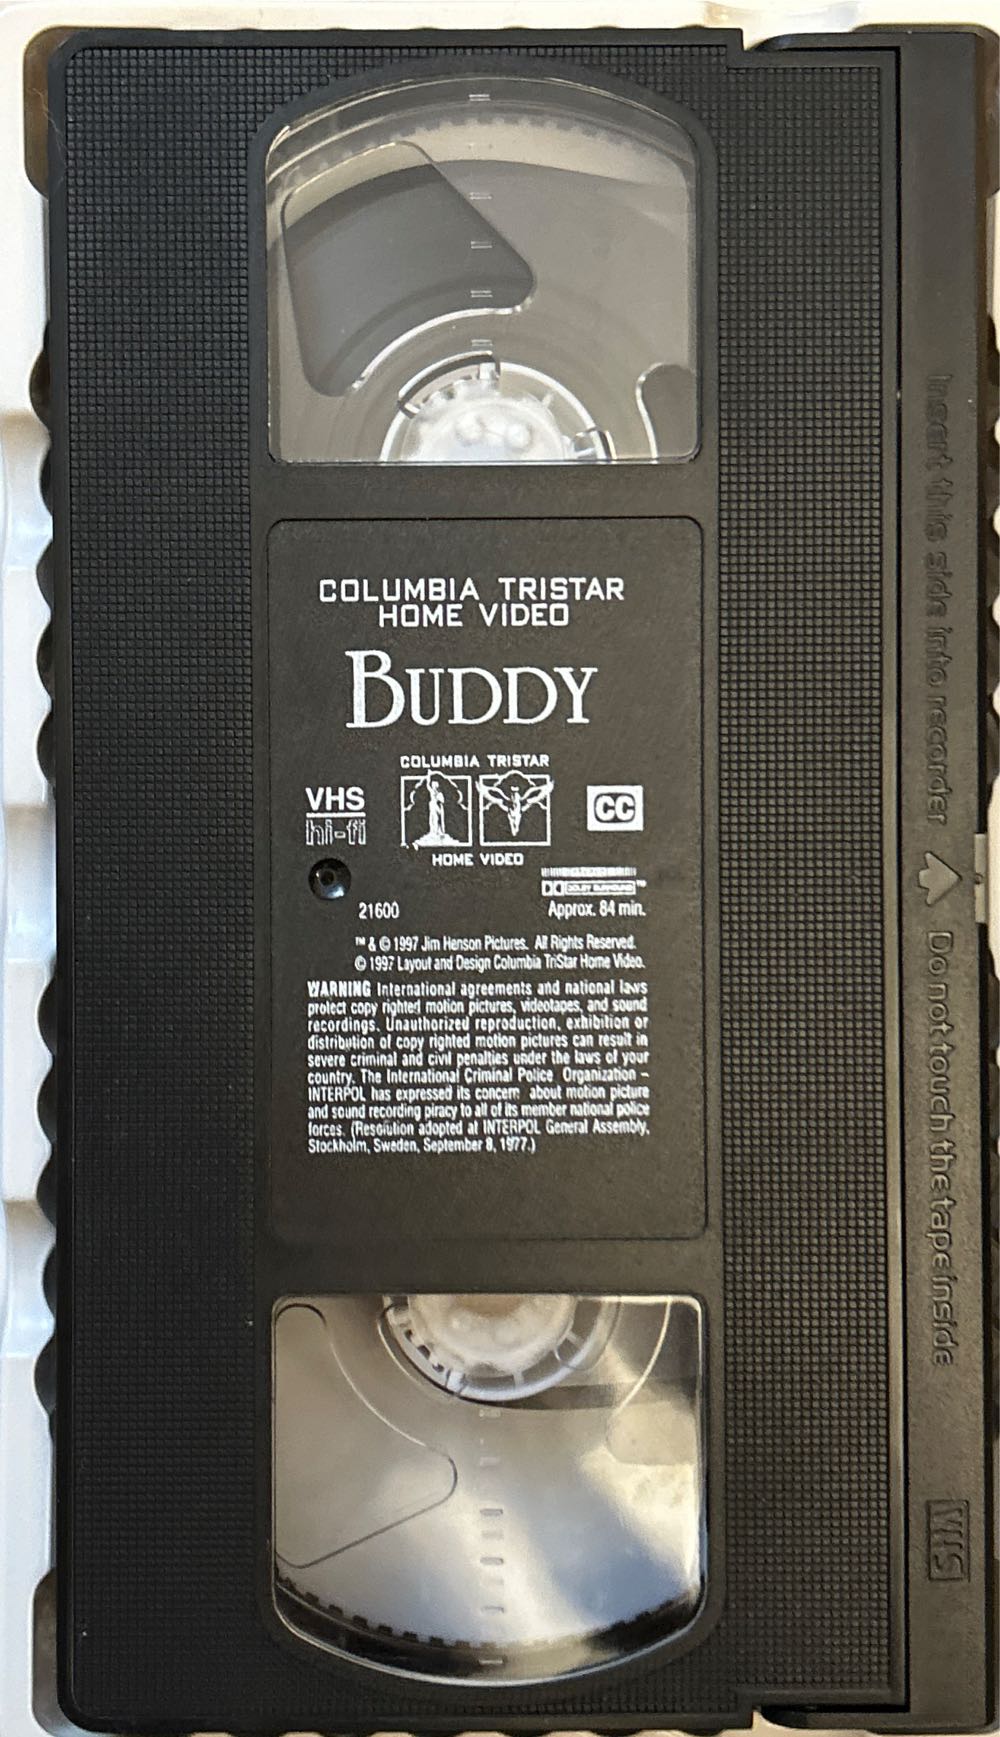 COLUMBIA TRISTAR
HOME VIDEO
BUDDY
COLUMBIA TRISTAR
HOME VIDEO
VHS
hi-fi
CC
21600
DOLBY SURROUND™
Approx. 84 min.
™ & © 1997 Jim Henson Pictures. All Rights Reserved.
© 1997 Layout and Design Columbia TriStar Home Video.
WARNING International agreements and national laws
protect copy righted motion pictures, videotapes, and sound
recordings. Unauthorized reproduction, exhibition or
distribution of copy righted motion pictures can result in
severe criminal and civil penalties under the laws of your
country. The International Criminal Police Organization –
INTERPOL has expressed its concern about motion picture
and sound recording piracy to all of its member national police
forces. (Resolution adopted at INTERPOL General Assembly,
Stockholm, Sweden, September 8, 1977.)
Insert this side into recorder
Do not touch the tape inside
VHS